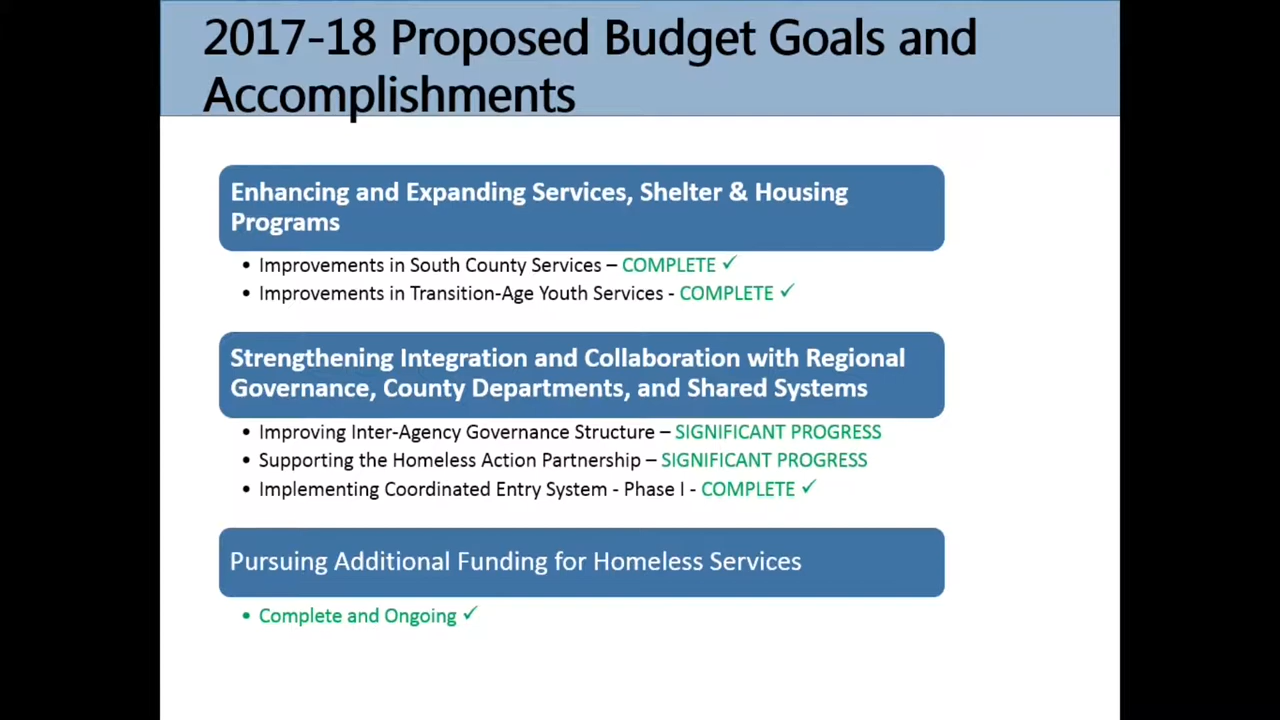 2017-18 Proposed Budget Goals and
Accomplishments
Enhancing and Expanding Services, Shelter & Housing
Programs
• Improvements in South County Services – COMPLETE ✓
• Improvements in Transition-Age Youth Services - COMPLETE ✓
Strengthening Integration and Collaboration with Regional
Governance, County Departments, and Shared Systems
• Improving Inter-Agency Governance Structure – SIGNIFICANT PROGRESS
• Supporting the Homeless Action Partnership – SIGNIFICANT PROGRESS
• Implementing Coordinated Entry System - Phase I - COMPLETE ✓
Pursuing Additional Funding for Homeless Services
• Complete and Ongoing ✓